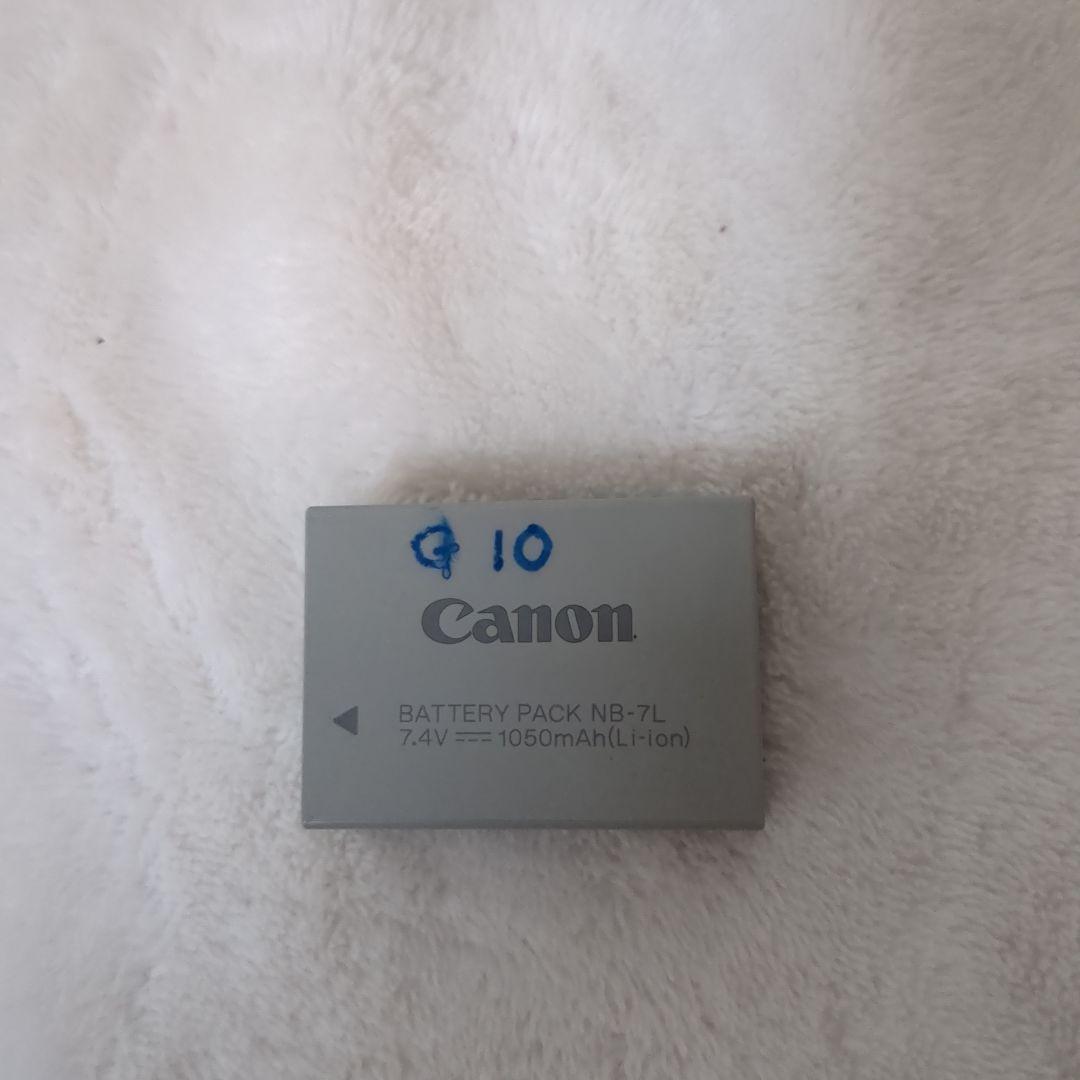 G 10
Canon
BATTERY PACK NB-7L
7.4V ⎓ 1050mAh(Li-ion)